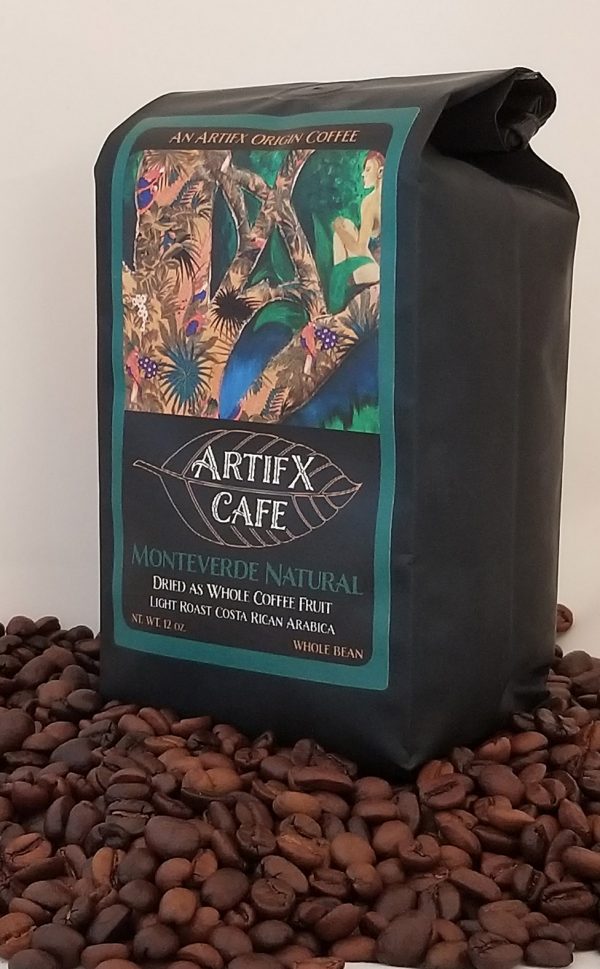 An Artifx Origin Coffee
ArtifX
Cafe
Monteverde Natural
Dried as Whole Coffee Fruit
Light Roast Costa Rican Arabica
Nt. Wt. 12 oz.
Whole Bean